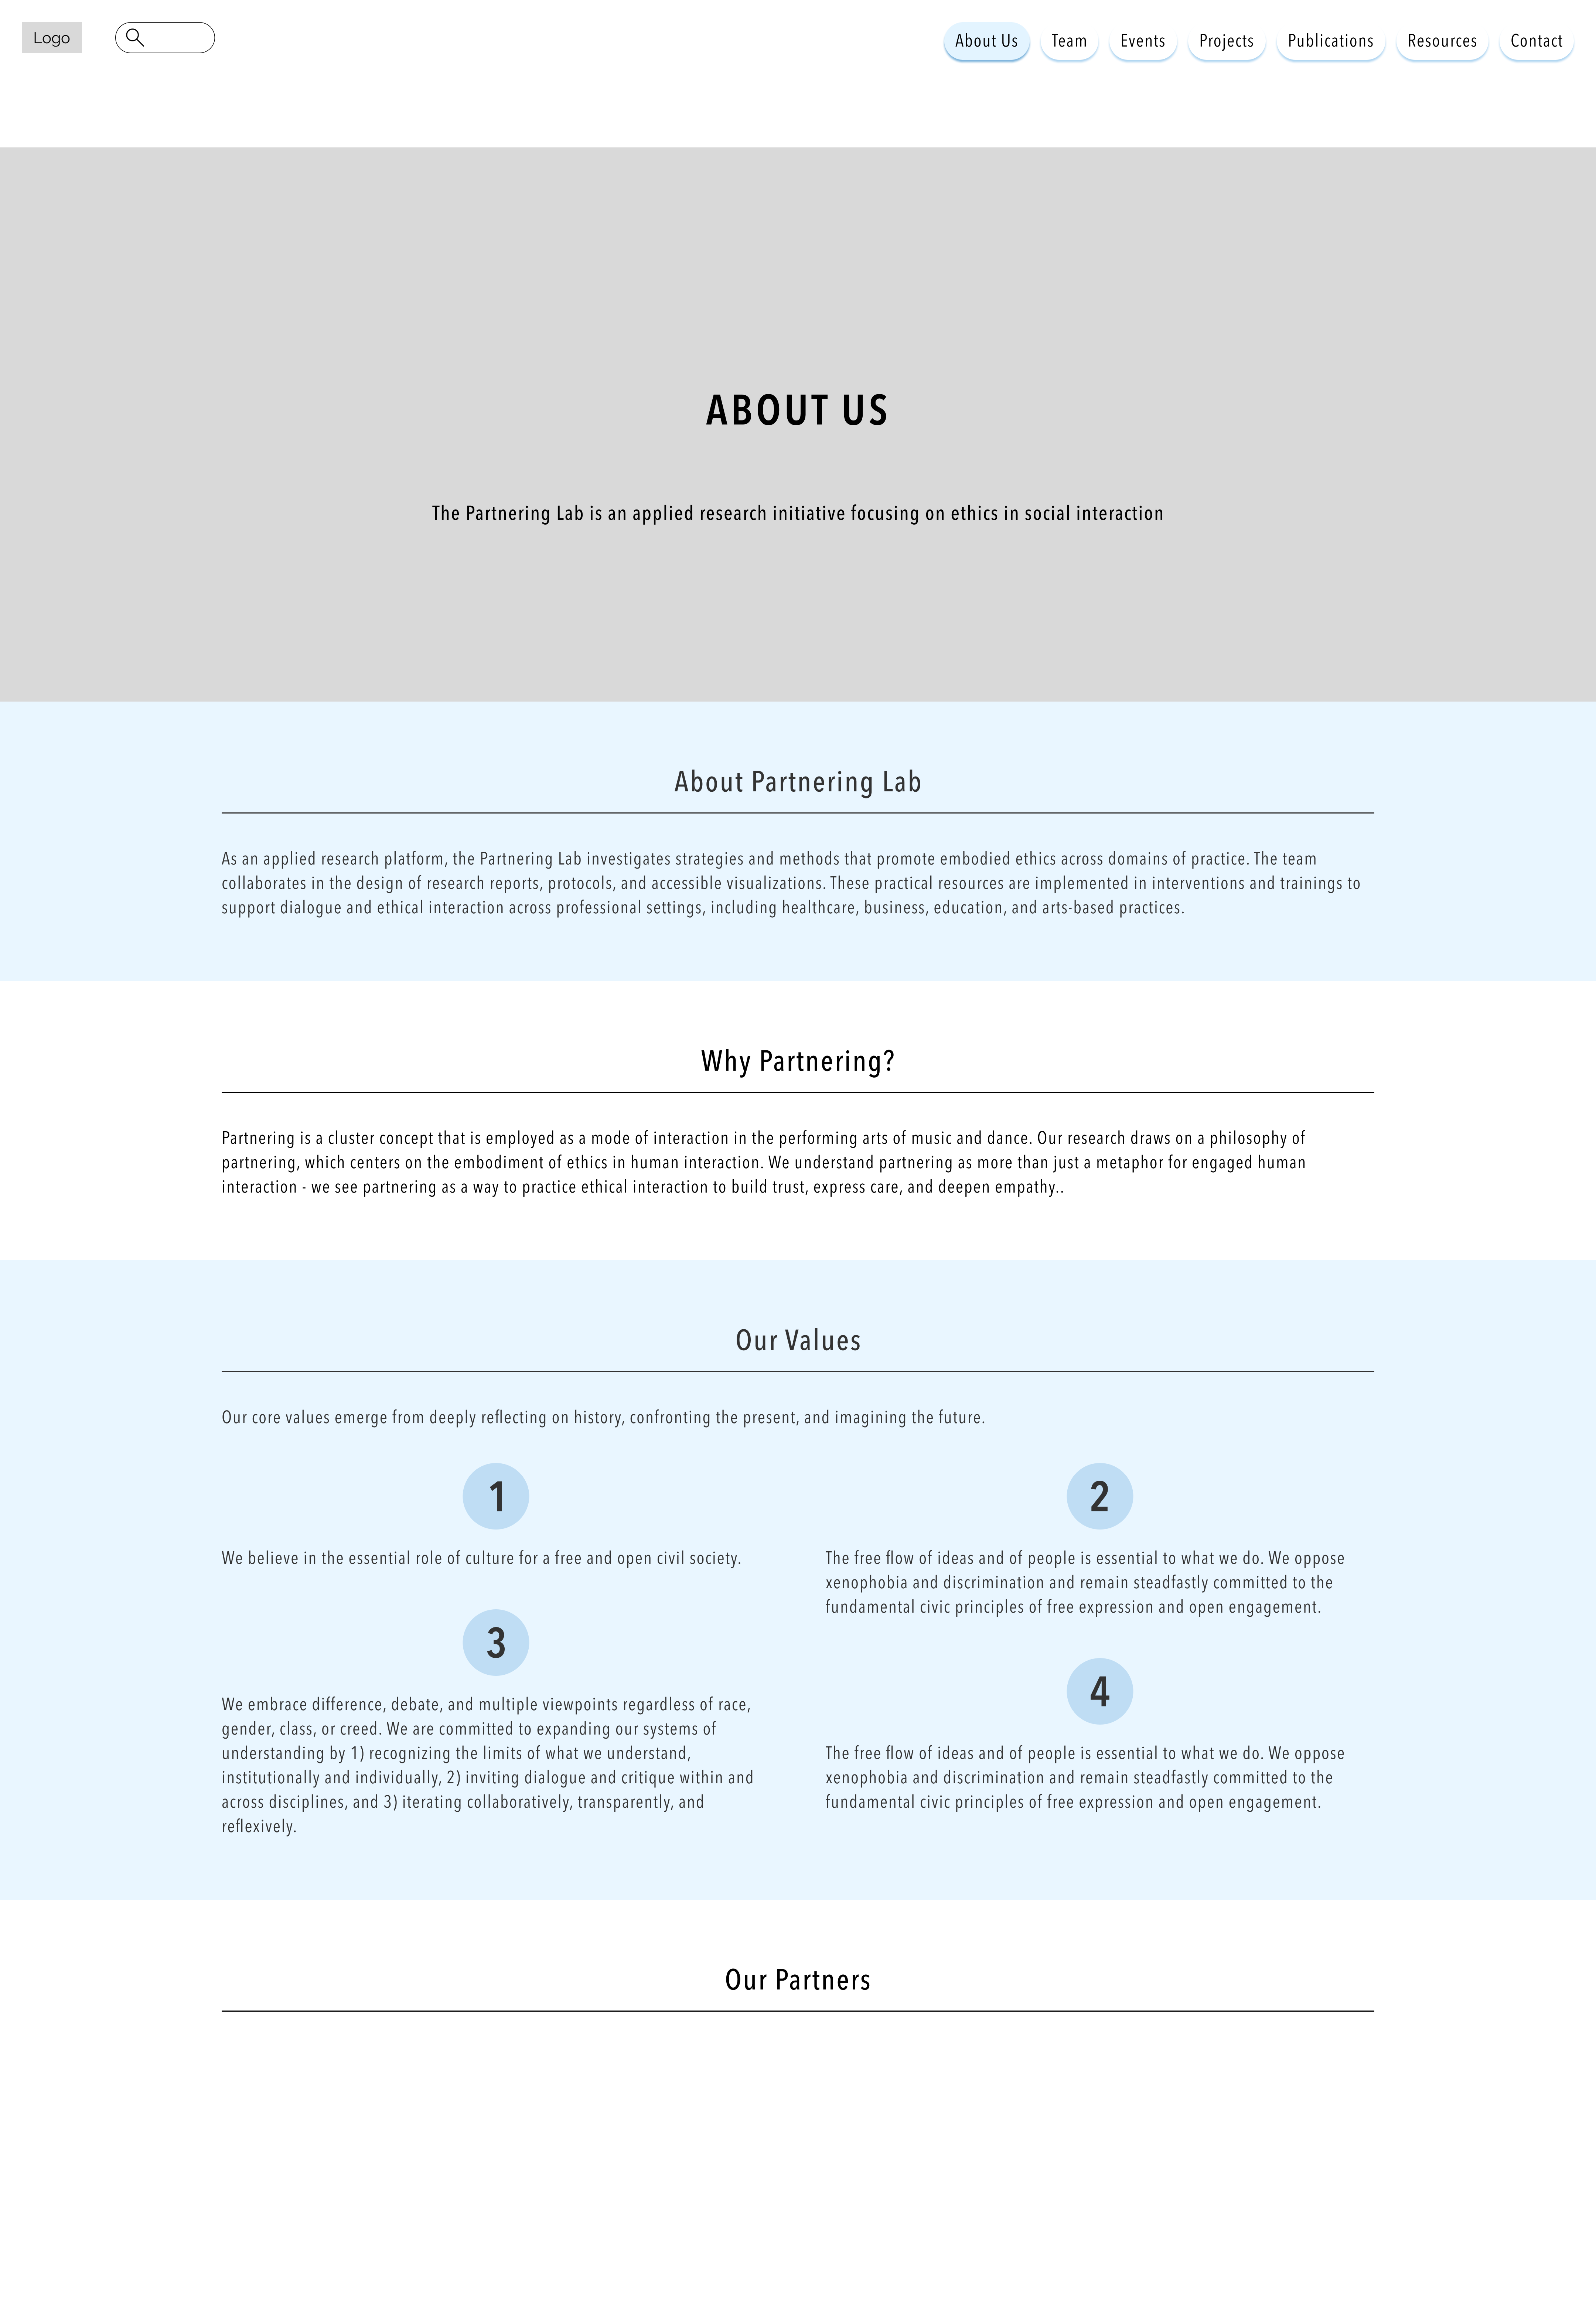 Logo
About Us Team Events Projects Publications Resources Contact
ABOUT US
The Partnering Lab is an applied research initiative focusing on ethics in social interaction
About Partnering Lab
As an applied research platform, the Partnering Lab investigates strategies and methods that promote embodied ethics across domains of practice. The team
collaborates in the design of research reports, protocols, and accessible visualizations. These practical resources are implemented in interventions and trainings to
support dialogue and ethical interaction across professional settings, including healthcare, business, education, and arts-based practices.
Why Partnering?
Partnering is a cluster concept that is employed as a mode of interaction in the performing arts of music and dance. Our research draws on a philosophy of
partnering, which centers on the embodiment of ethics in human interaction. We understand partnering as more than just a metaphor for engaged human
interaction - we see partnering as a way to practice ethical interaction to build trust, express care, and deepen empathy..
Our Values
Our core values emerge from deeply reflecting on history, confronting the present, and imagining the future.
1
We believe in the essential role of culture for a free and open civil society.
2
The free flow of ideas and of people is essential to what we do. We oppose
xenophobia and discrimination and remain steadfastly committed to the
fundamental civic principles of free expression and open engagement.
3
We embrace difference, debate, and multiple viewpoints regardless of race,
gender, class, or creed. We are committed to expanding our systems of
understanding by 1) recognizing the limits of what we understand,
institutionally and individually, 2) inviting dialogue and critique within and
across disciplines, and 3) iterating collaboratively, transparently, and
reflexively.
4
The free flow of ideas and of people is essential to what we do. We oppose
xenophobia and discrimination and remain steadfastly committed to the
fundamental civic principles of free expression and open engagement.
Our Partners